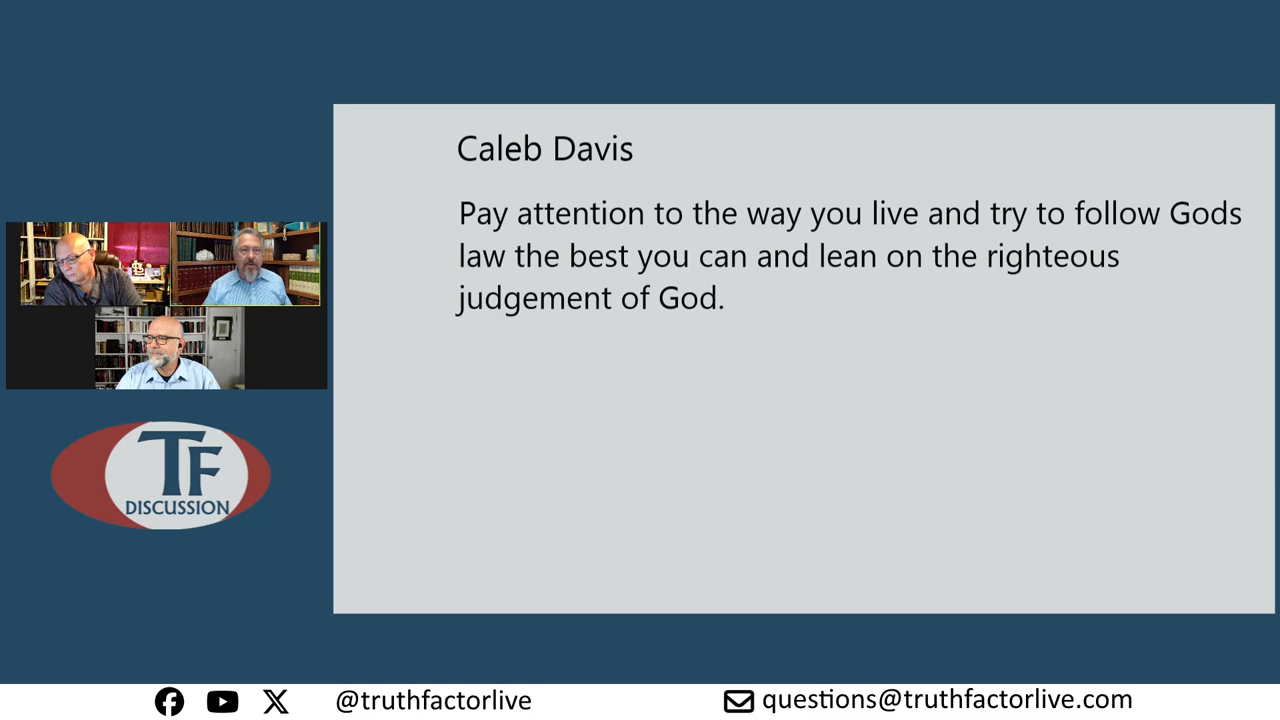 Caleb Davis
Pay attention to the way you live and try to follow Gods
law the best you can and lean on the righteous
judgement of God.
TF
DISCUSSION
@truthfactorlive
questions@truthfactorlive.com